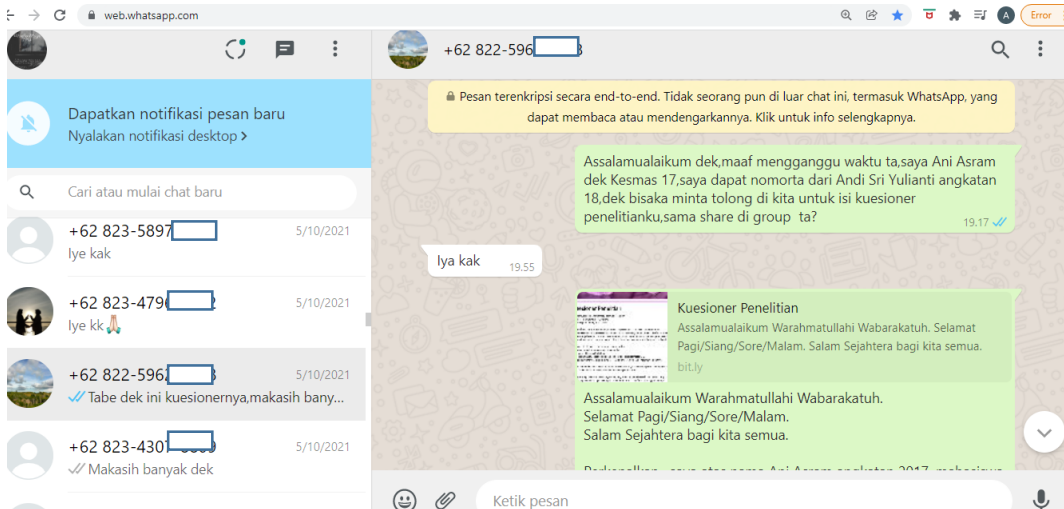 web.whatsapp.com
A
Error
Dapatkan notifikasi pesan baru
Nyalakan notifikasi desktop >
Cari atau mulai chat baru
+62 823-5897
5/10/2021
Iye kak
+62 823-479
5/10/2021
Iye kk🙏🏻
+62 822-596
5/10/2021
Tabe dek ini kuesionernya,makasih bany...
+62 823-430
5/10/2021
Makasih banyak dek
+62 822-596
Pesan terenkripsi secara end-to-end. Tidak seorang pun di luar chat ini, termasuk WhatsApp, yang
dapat membaca atau mendengarkannya. Klik untuk info selengkapnya.
Assalamualaikum dek,maaf mengganggu waktu ta,saya Ani Asram
dek Kesmas 17,saya dapat nomorta dari Andi Sri Yulianti angkatan
18,dek bisaka minta tolong di kita untuk isi kuesioner
penelitianku,sama share di group ta?
19.17
Iya kak
19.55
Kuesioner Penelitian
Assalamualaikum Warahmatullahi Wabarakatuh. Selamat
Pagi/Siang/Sore/Malam. Salam Sejahtera bagi kita semua.
bit.ly
Assalamualaikum Warahmatullahi Wabarakatuh.
Selamat Pagi/Siang/Sore/Malam.
Salam Sejahtera bagi kita semua.
Ketik pesan